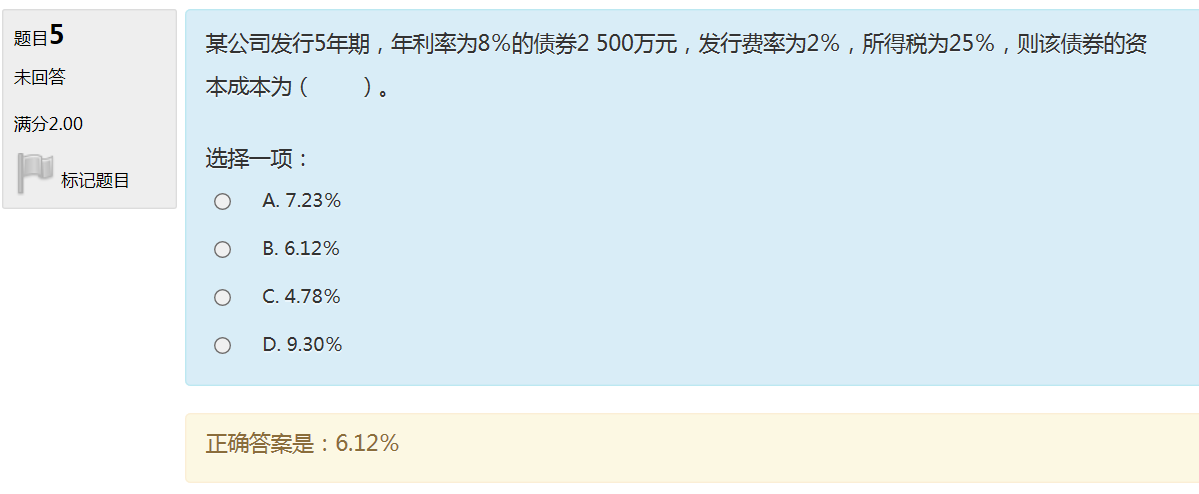 题目5
未回答
满分2.00
标记题目
某公司发行5年期，年利率为8%的债券2 500万元，发行费率为2%，所得税为25%，则该债券的资
本成本为（　　）。
选择一项：
A. 7.23%
B. 6.12%
C. 4.78%
D. 9.30%
正确答案是：6.12%